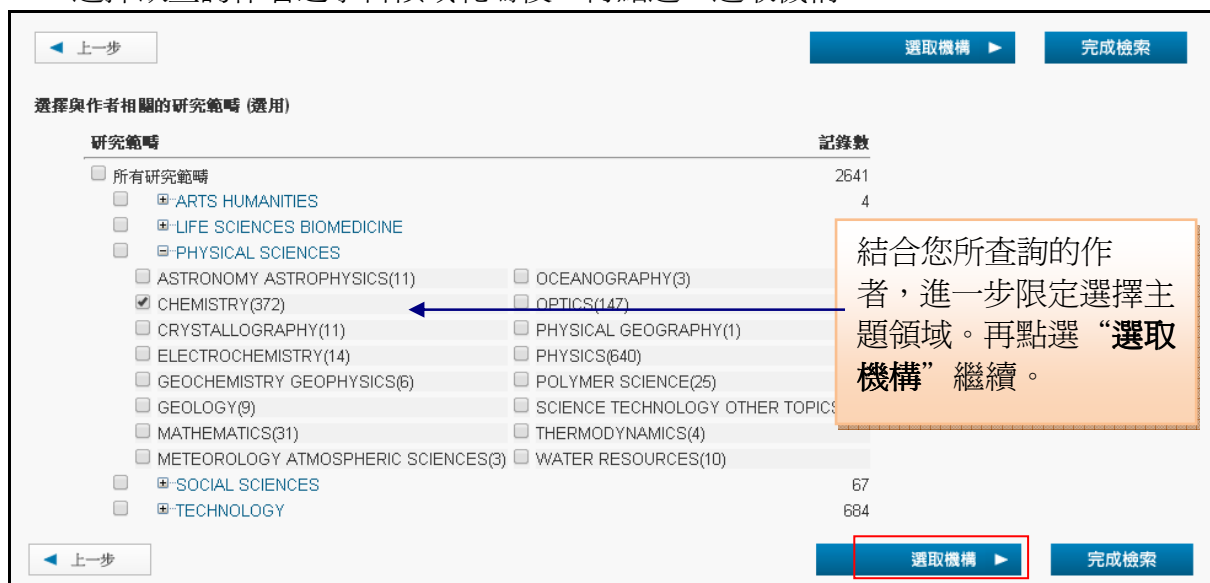 上一步 選取機構 完成檢索
選擇與作者相關的研究範疇 (選用)
研究範疇 記錄數
所有研究範疇 2641
ARTS HUMANITIES 4
LIFE SCIENCES BIOMEDICINE
PHYSICAL SCIENCES
ASTRONOMY ASTROPHYSICS(11) OCEANOGRAPHY(3)
CHEMISTRY(372) OPTICS(147)
CRYSTALLOGRAPHY(11) PHYSICAL GEOGRAPHY(1)
ELECTROCHEMISTRY(14) PHYSICS(640)
GEOCHEMISTRY GEOPHYSICS(6) POLYMER SCIENCE(25)
GEOLOGY(9) SCIENCE TECHNOLOGY OTHER TOPICS
MATHEMATICS(31) THERMODYNAMICS(4)
METEOROLOGY ATMOSPHERIC SCIENCES(3) WATER RESOURCES(10)
SOCIAL SCIENCES 67
TECHNOLOGY 684
結合您所查詢的作
者，進一步限定選擇主
題領域。再點選“選取
機構”繼續。
上一步 選取機構 完成檢索